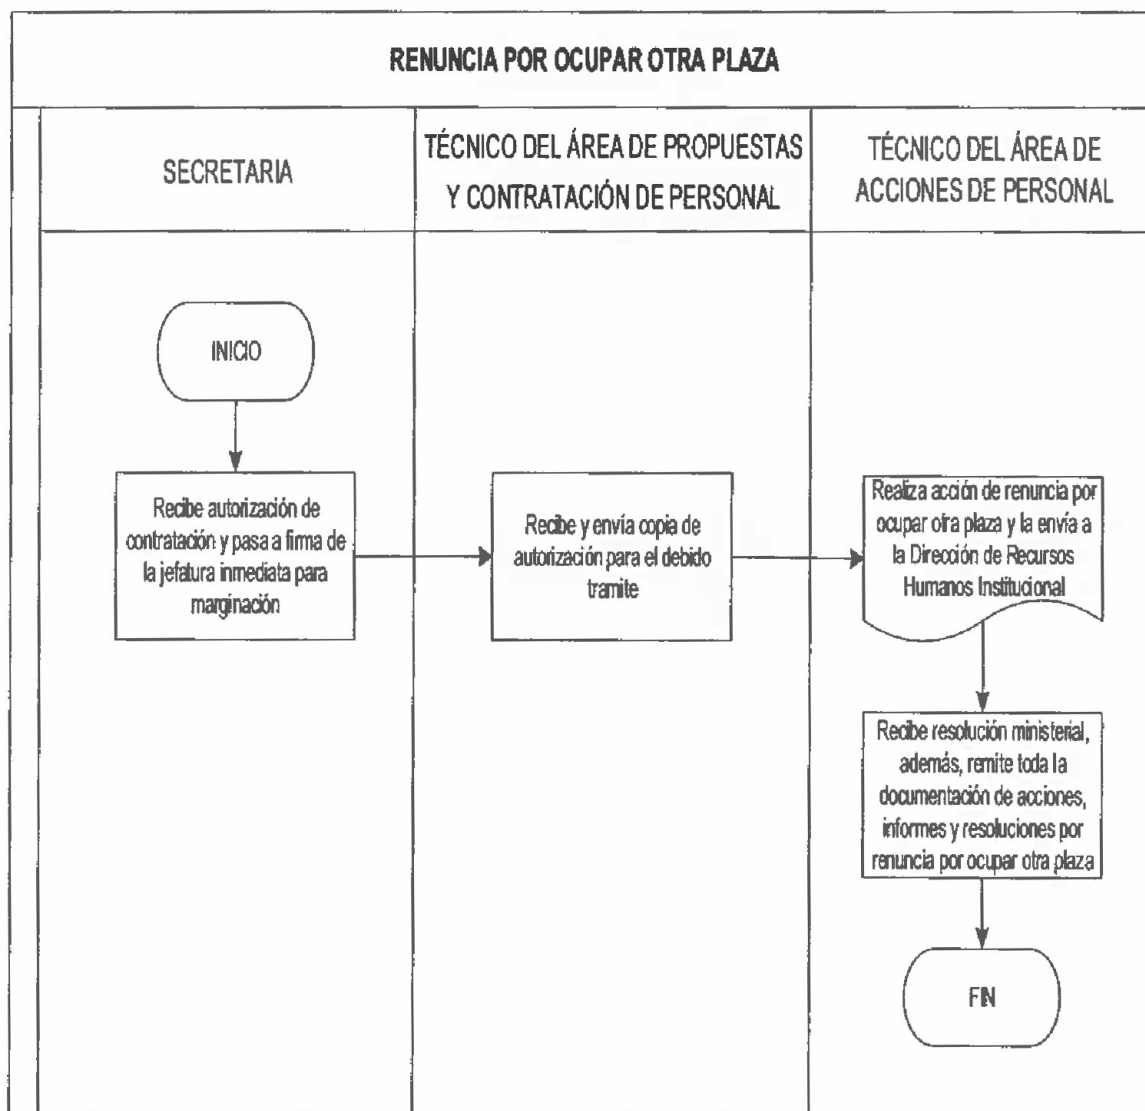 RENUNCIA POR OCUPAR OTRA PLAZA
SECRETARIA
TÉCNICO DEL ÁREA DE PROPUESTAS
Y CONTRATACIÓN DE PERSONAL
TÉCNICO DEL ÁREA DE
ACCIONES DE PERSONAL
INICIO
Recibe autorización de
contratación y pasa a firma de
la jefatura inmediata para
marginación
Recibe y envía copia de
autorización para el debido
tramite
Realiza acción de renuncia por
ocupar otra plaza y la envía a
la Dirección de Recursos
Humanos Institucional
Recibe resolución ministerial,
además, remite toda la
documentación de acciones,
informes y resoluciones por
renuncia por ocupar otra plaza
FIN